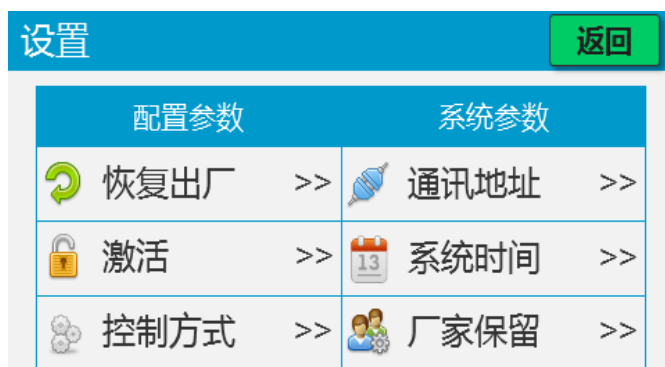 设置 返回
配置参数 系统参数
恢复出厂 >> 通讯地址 >>
激活 >> 13 系统时间 >>
控制方式 >> 厂家保留 >>